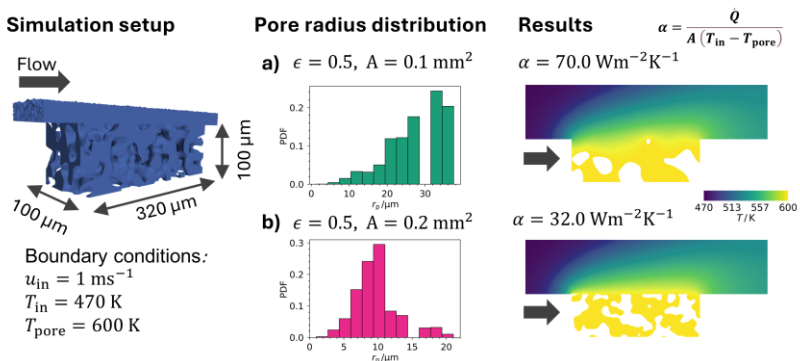 Simulation setup
Flow
100 µm
100 µm
320 µm
Boundary conditions:
u_in = 1 ms⁻¹
T_in = 470 K
T_pore = 600 K
Pore radius distribution
a) ϵ = 0.5, A = 0.1 mm²
PDF
0.2
0.1
0.0
0 10 20 30
r_p/µm
b) ϵ = 0.5, A = 0.2 mm²
PDF
0.3
0.2
0.1
0.0
0 5 10 15 20
r_p/µm
Results
α = Q̇ / A (T_in − T_pore)
α = 70.0 Wm⁻²K⁻¹
470 513 557 600
T / K
α = 32.0 Wm⁻²K⁻¹